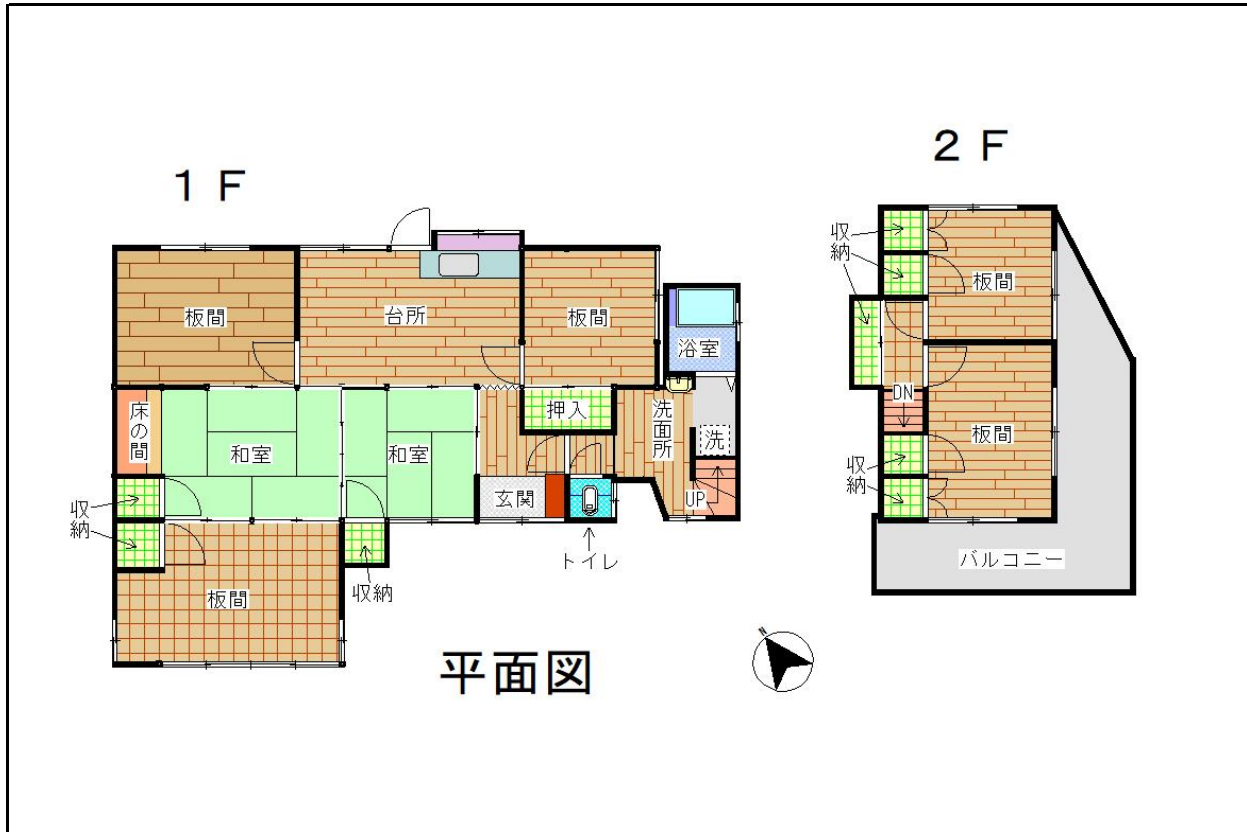 1F
2F
板間
台所
板間
浴室
床の間
和室
和室
押入
洗面所
洗
玄関
UP
トイレ
収納
収納
板間
平面図
N
収納
板間
DN
板間
収納
バルコニー